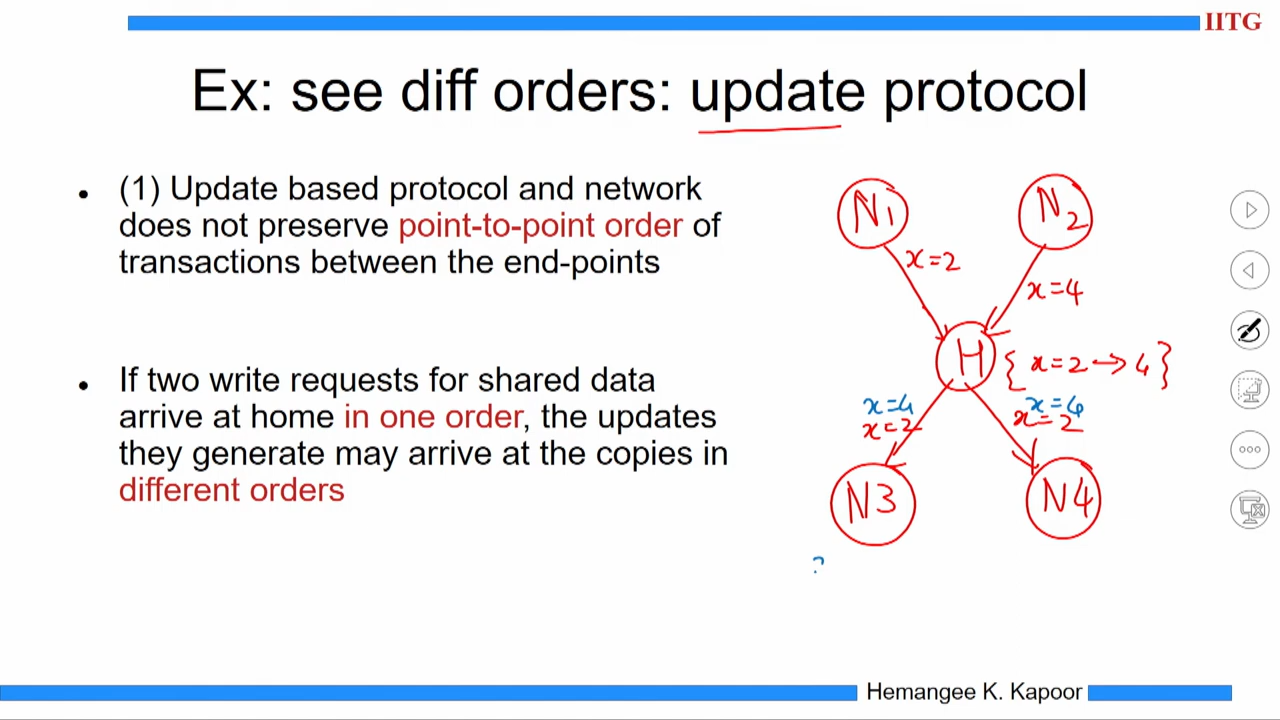 IITG
Ex: see diff orders: update protocol
• (1) Update based protocol and network
does not preserve point-to-point order of
transactions between the end-points
• If two write requests for shared data
arrive at home in one order, the updates
they generate may arrive at the copies in
different orders
N1
N2
x=2
x=4
H
{ x=2→4 }
x=4
x=2
x=4
x=2
N3
N4
?
Hemangee K. Kapoor